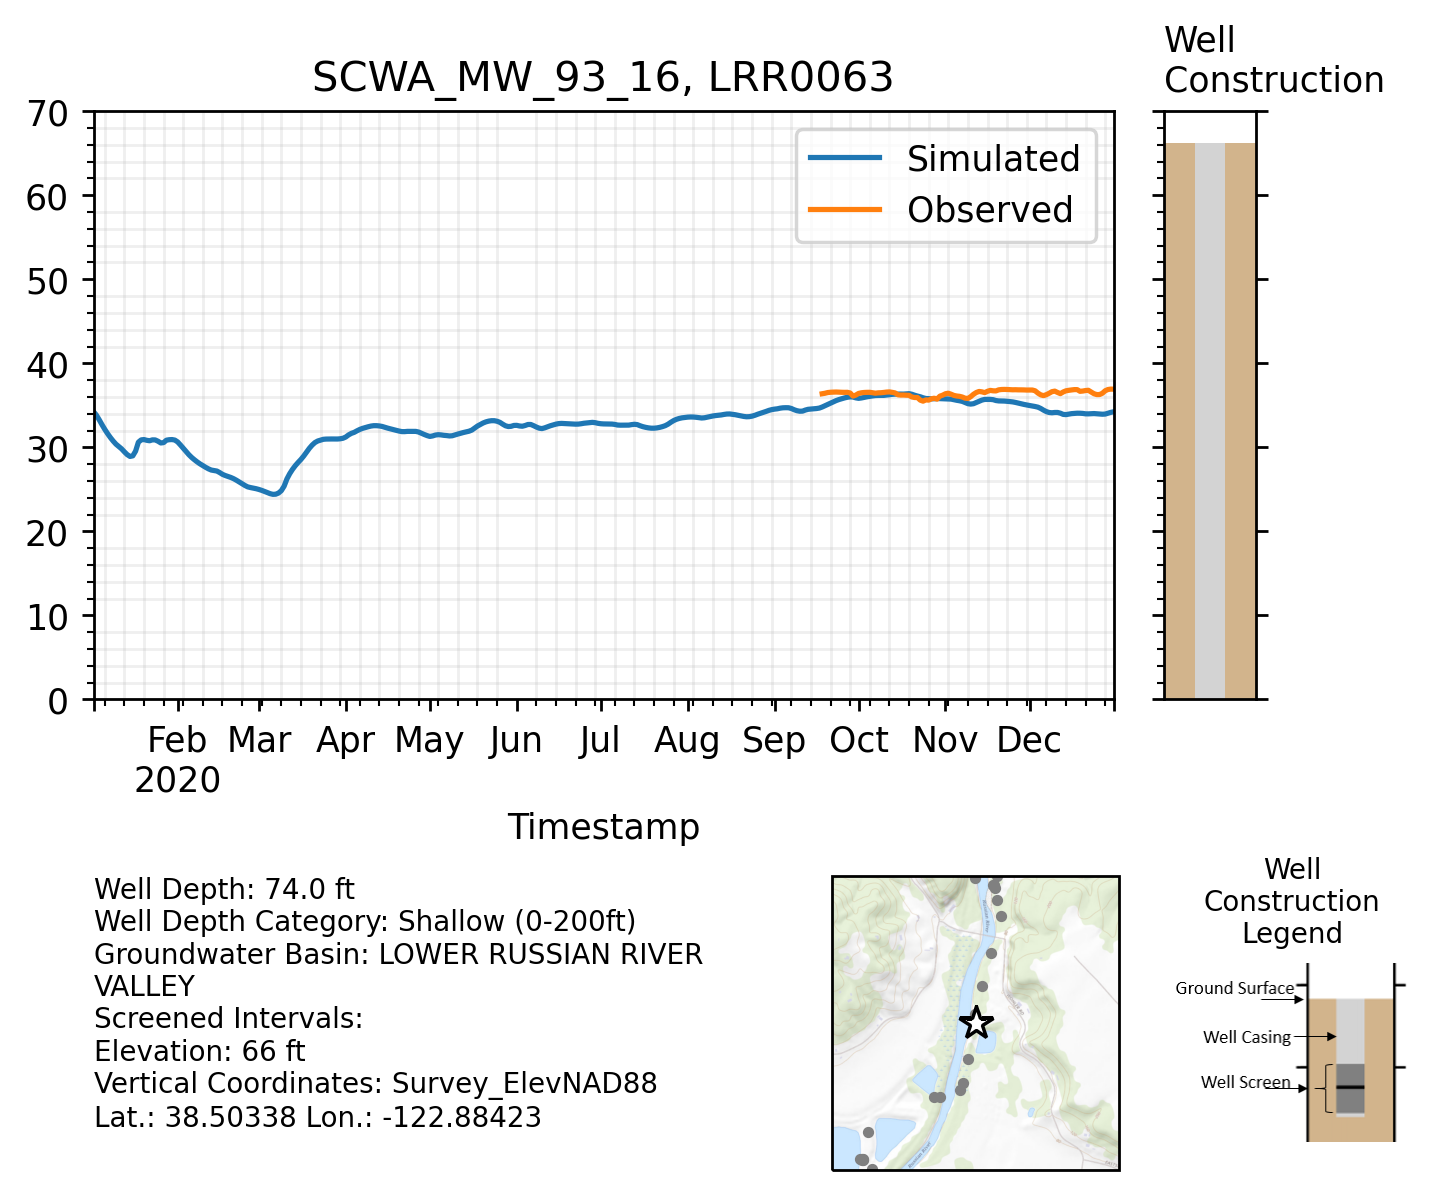 Well
Construction
SCWA_MW_93_16, LRR0063
70
60
50
40
30
20
10
0
Simulated
Observed
Feb Mar Apr May Jun Jul Aug Sep Oct Nov Dec
2020
Timestamp
Well Depth: 74.0 ft
Well Depth Category: Shallow (0-200ft)
Groundwater Basin: LOWER RUSSIAN RIVER
VALLEY
Screened Intervals:
Elevation: 66 ft
Vertical Coordinates: Survey_ElevNAD88
Lat.: 38.50338 Lon.: -122.88423
Well
Construction
Legend
Ground Surface
Well Casing
Well Screen